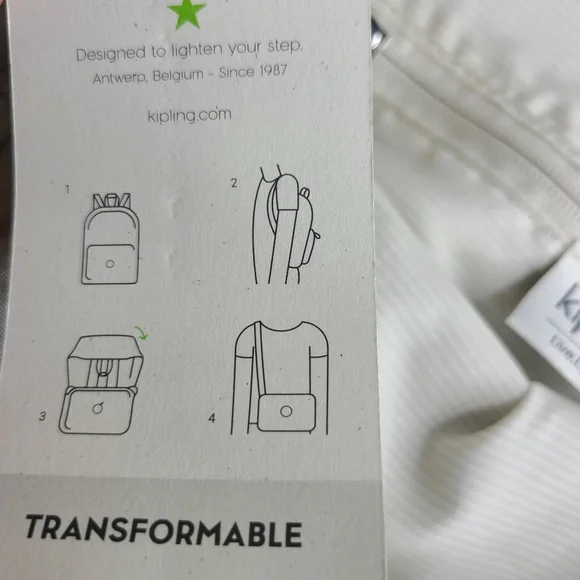 Designed to lighten your step.
Antwerp, Belgium - Since 1987
kipling.com
1
2
3
4
TRANSFORMABLE